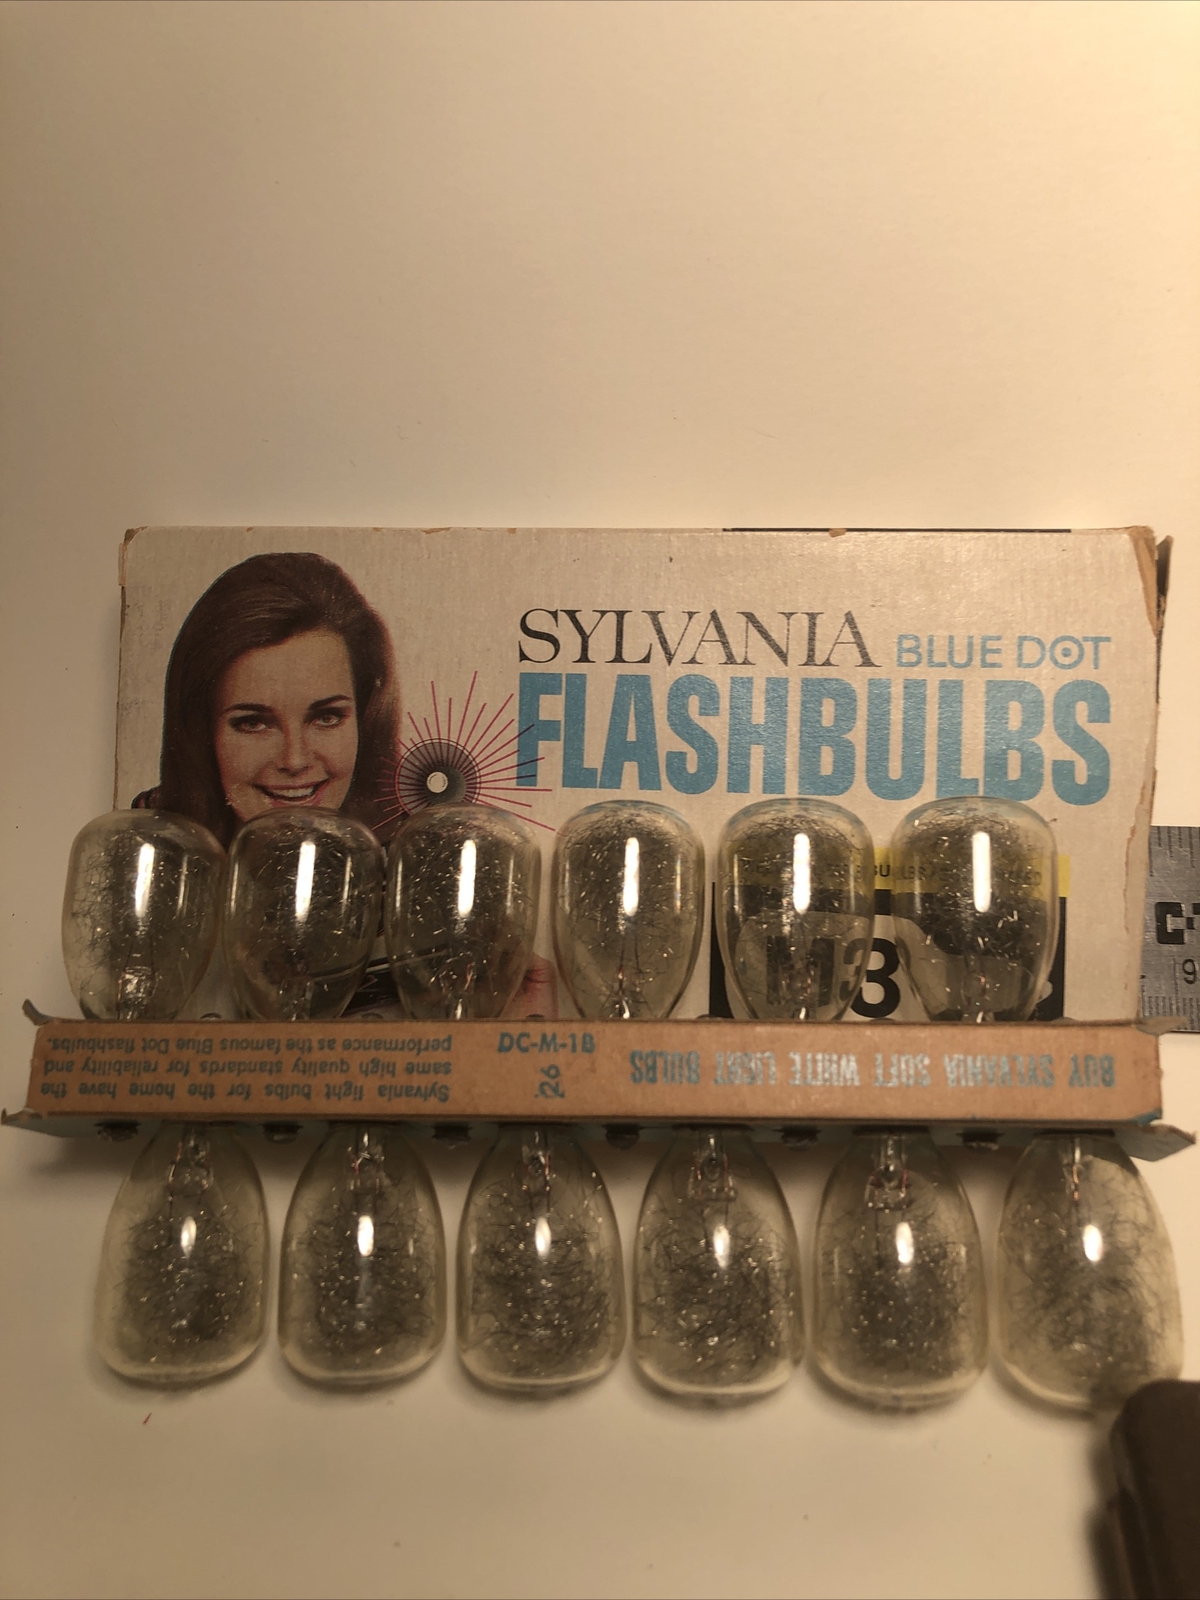 SYLVANIA BLUE DOT
FLASHBULBS
M3
9
DC-M-1B
26
BUY SYLVANIA SOFT WHITE LIGHT BULBS
Sylvania light bulbs for the home have the
same high quality standards for reliability and
performance as the famous Blue Dot flashbulbs.